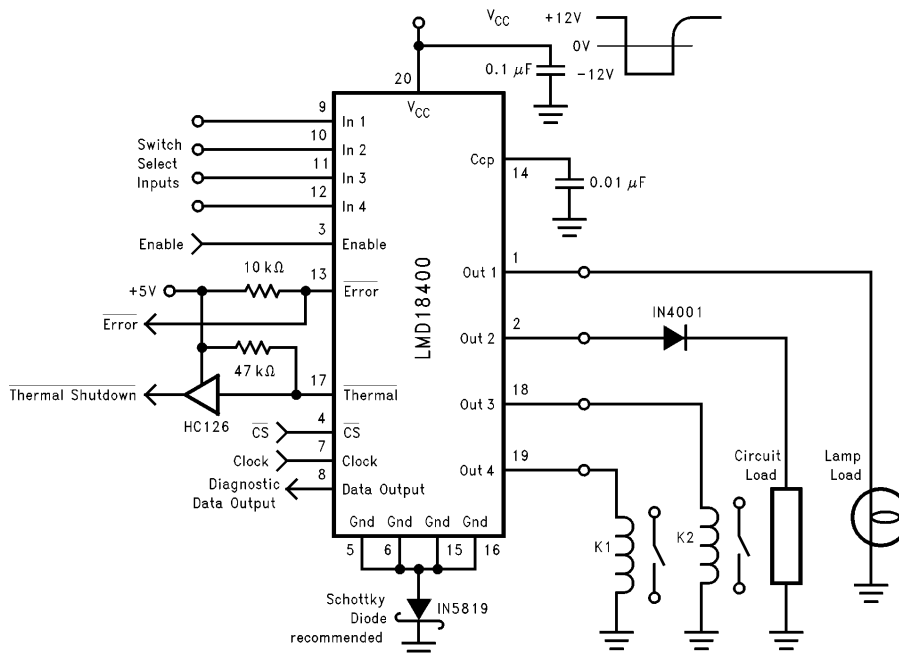 V_CC
+12V
0V
−12V
0.1 μF
20
V_CC
9
In 1
10
In 2
11
In 3
12
In 4
Switch
Select
Inputs
Ccp
14
0.01 μF
3
Enable
Enable
10 kΩ
13
+5V
Error
Error
47 kΩ
17
Thermal Shutdown
Thermal
HC126
4
CS
CS
7
Clock
Clock
8
Diagnostic
Data Output
Data Output
LMD18400
1
Out 1
2
Out 2
IN4001
18
Out 3
19
Out 4
Circuit
Load
Lamp
Load
K1
K2
Gnd
Gnd
Gnd
Gnd
5
6
15
16
Schottky
Diode
recommended
IN5819